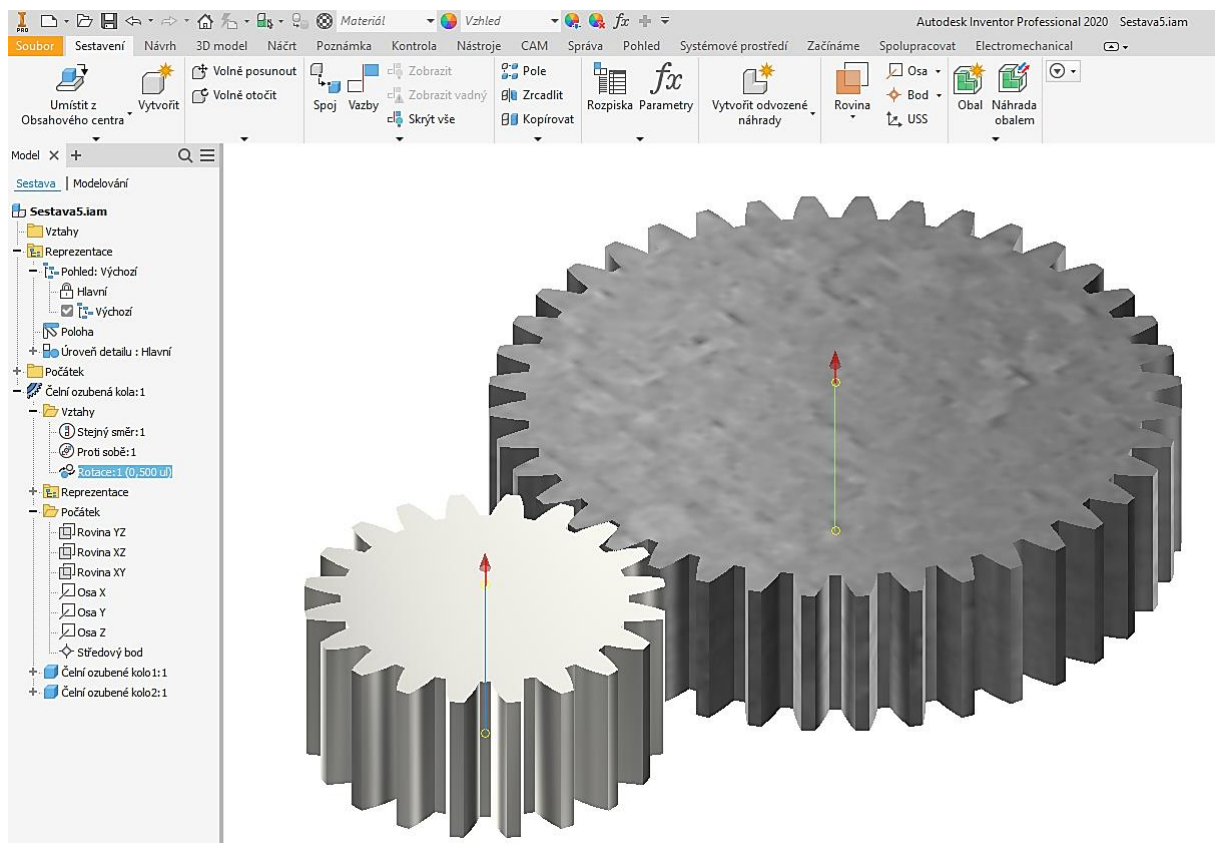 PRO
Materiál
Vzhled
fx
Autodesk Inventor Professional 2020 Sestava5.iam
Soubor Sestavení Návrh 3D model Náčrt Poznámka Kontrola Nástroje CAM Správa Pohled Systémové prostředí Začínáme Spolupracovat Electromechanical
Umístit z
Obsahového centra
Vytvořit
Volně posunout
Volně otočit
Spoj
Vazby
Zobrazit
Zobrazit vadný
Skrýt vše
Pole
Zrcadlit
Kopírovat
Rozpiska
fx
Parametry
Vytvořit odvozené
náhrady
Rovina
Osa
Bod
USS
Obal
Náhrada
obalem
Model
Sestava | Modelování
Sestava5.iam
Vztahy
Reprezentace
Pohled: Výchozí
Hlavní
Výchozí
Poloha
Úroveň detailu : Hlavní
Počátek
Čelní ozubená kola:1
Vztahy
Stejný směr:1
Proti sobě:1
Rotace:1 (0,500 ul)
Reprezentace
Počátek
Rovina YZ
Rovina XZ
Rovina XY
Osa X
Osa Y
Osa Z
Středový bod
Čelní ozubené kolo1:1
Čelní ozubené kolo2:1